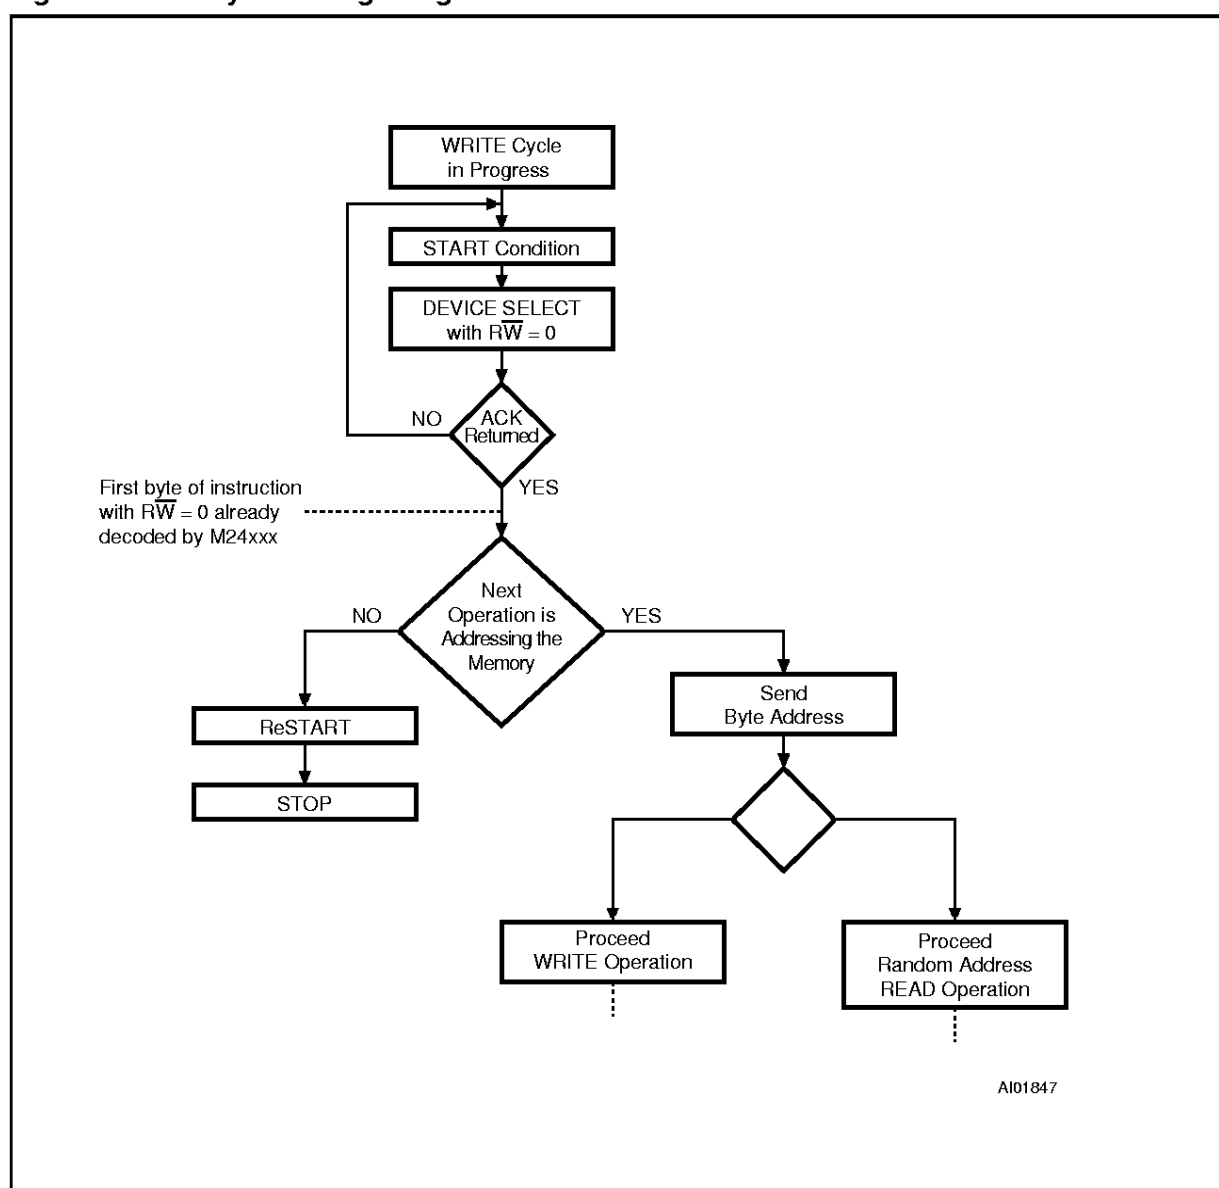 WRITE Cycle
in Progress
START Condition
DEVICE SELECT
with RW̅ = 0
NO
ACK
Returned
YES
First byte of instruction
with RW̅ = 0 already
decoded by M24xxx
Next
Operation is
Addressing the
Memory
NO
YES
ReSTART
STOP
Send
Byte Address
Proceed
WRITE Operation
Proceed
Random Address
READ Operation
AI01847